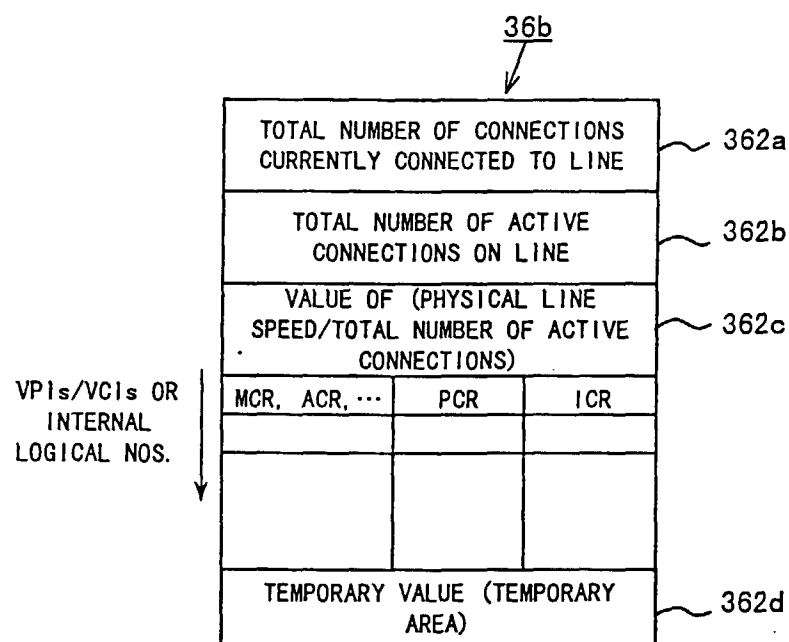 36b
TOTAL NUMBER OF CONNECTIONS
CURRENTLY CONNECTED TO LINE
362a
TOTAL NUMBER OF ACTIVE
CONNECTIONS ON LINE
362b
VALUE OF (PHYSICAL LINE
SPEED/TOTAL NUMBER OF ACTIVE
CONNECTIONS)
362c
VPIs/VCIs OR
INTERNAL
LOGICAL NOS.
MCR, ACR, ··· PCR ICR
TEMPORARY VALUE (TEMPORARY
AREA)
362d